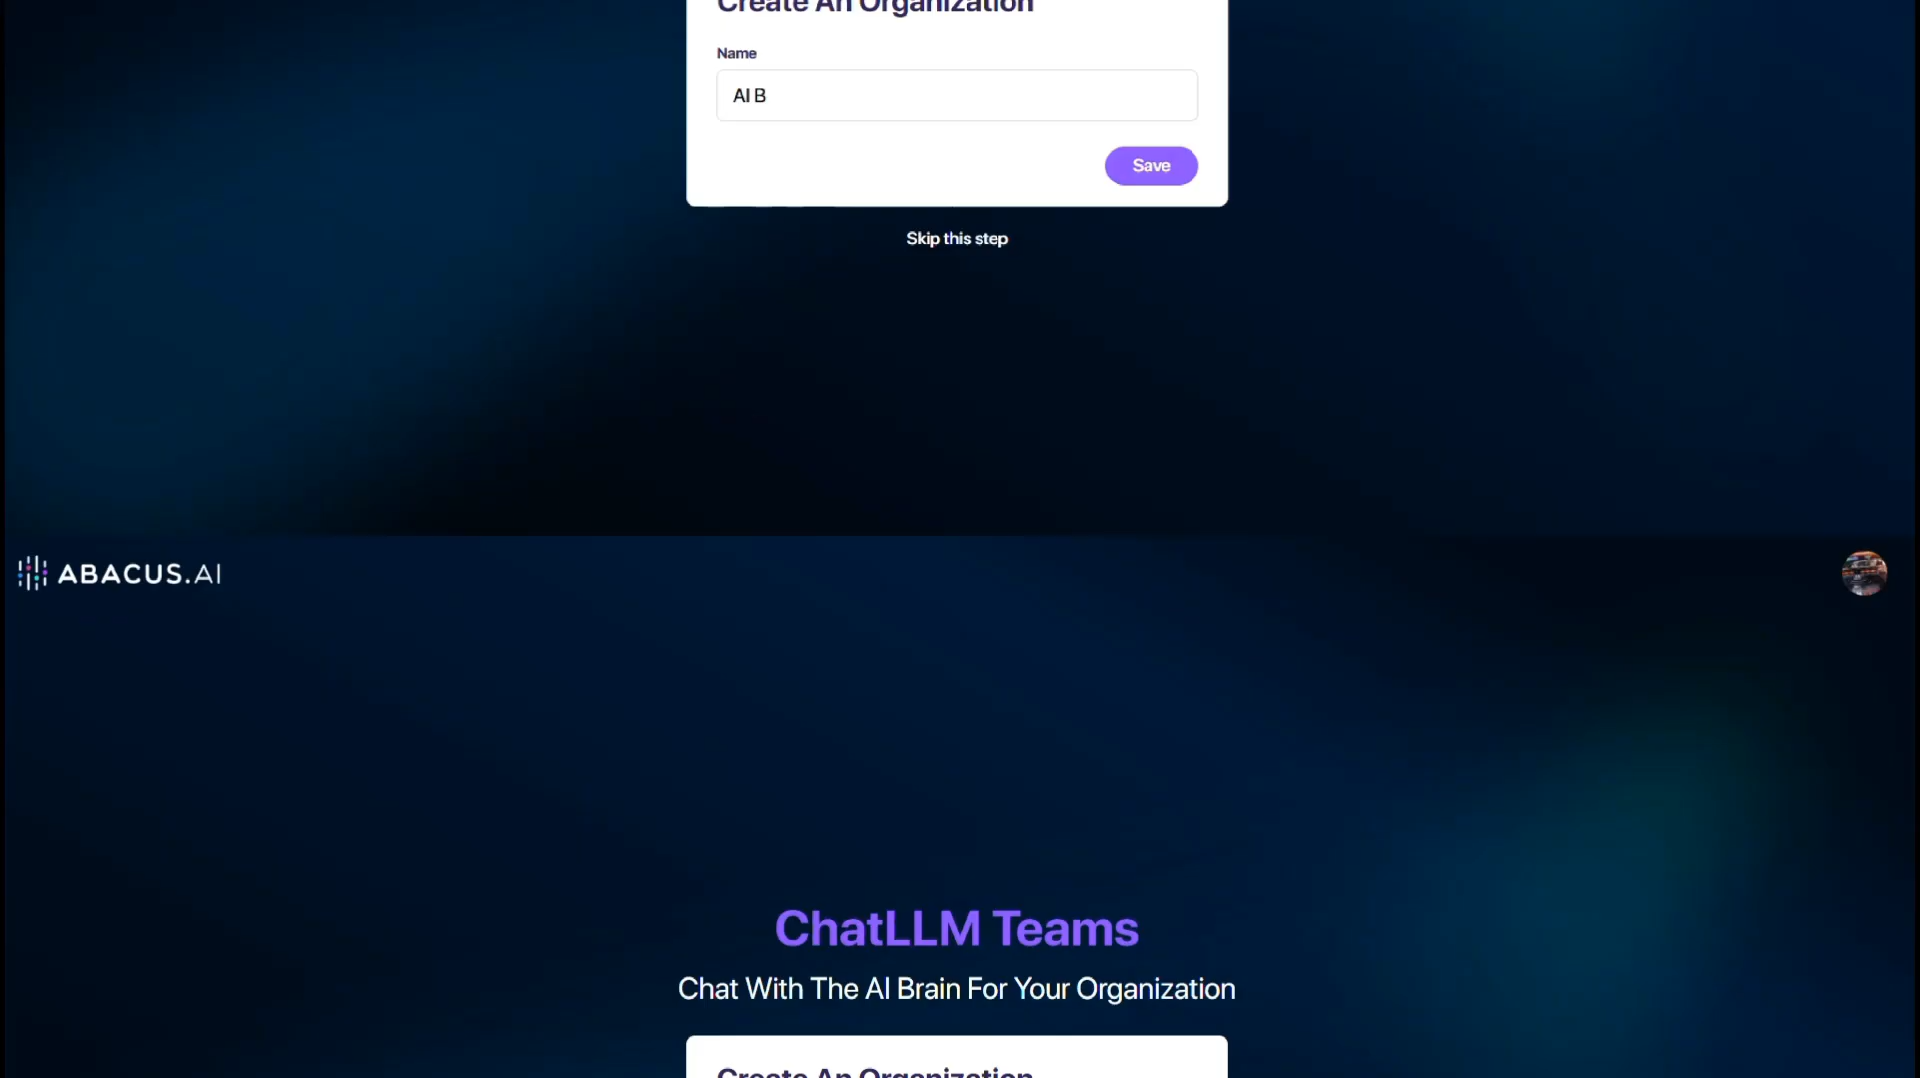 Create An Organization
Name
AI B
Save
Skip this step
ABACUS.AI
ChatLLM Teams
Chat With The AI Brain For Your Organization
Create An Organization